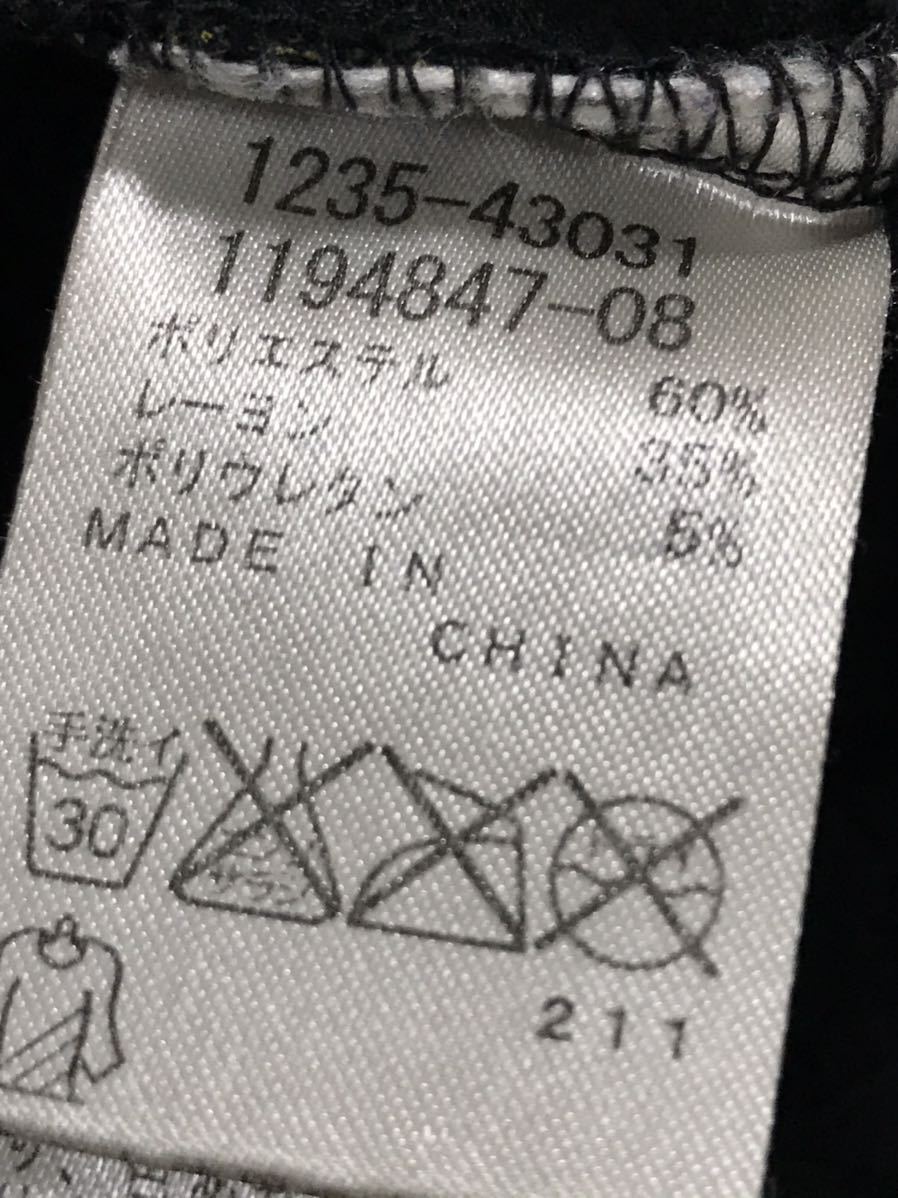 1235-43031
1194847-08
ポリエステル 60%
レーヨン 35%
ポリウレタン 5%
MADE IN
CHINA
手洗イ
30
211